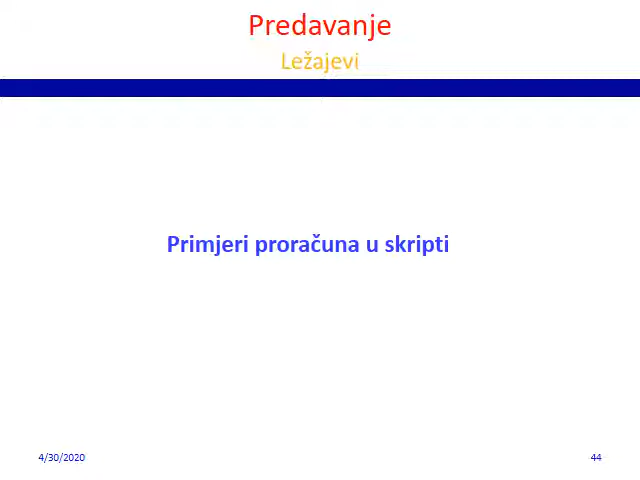 Predavanje
Ležajevi
Primjeri proračuna u skripti
4/30/2020
44